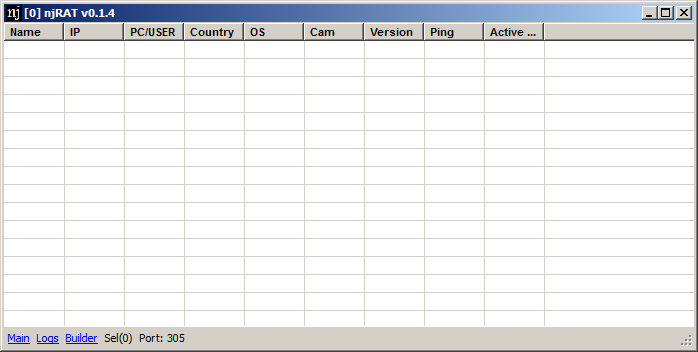 nj [0] njRAT v0.1.4
Name IP PC/USER Country OS Cam Version Ping Active ...
Main Logs Builder Sel(0) Port: 305